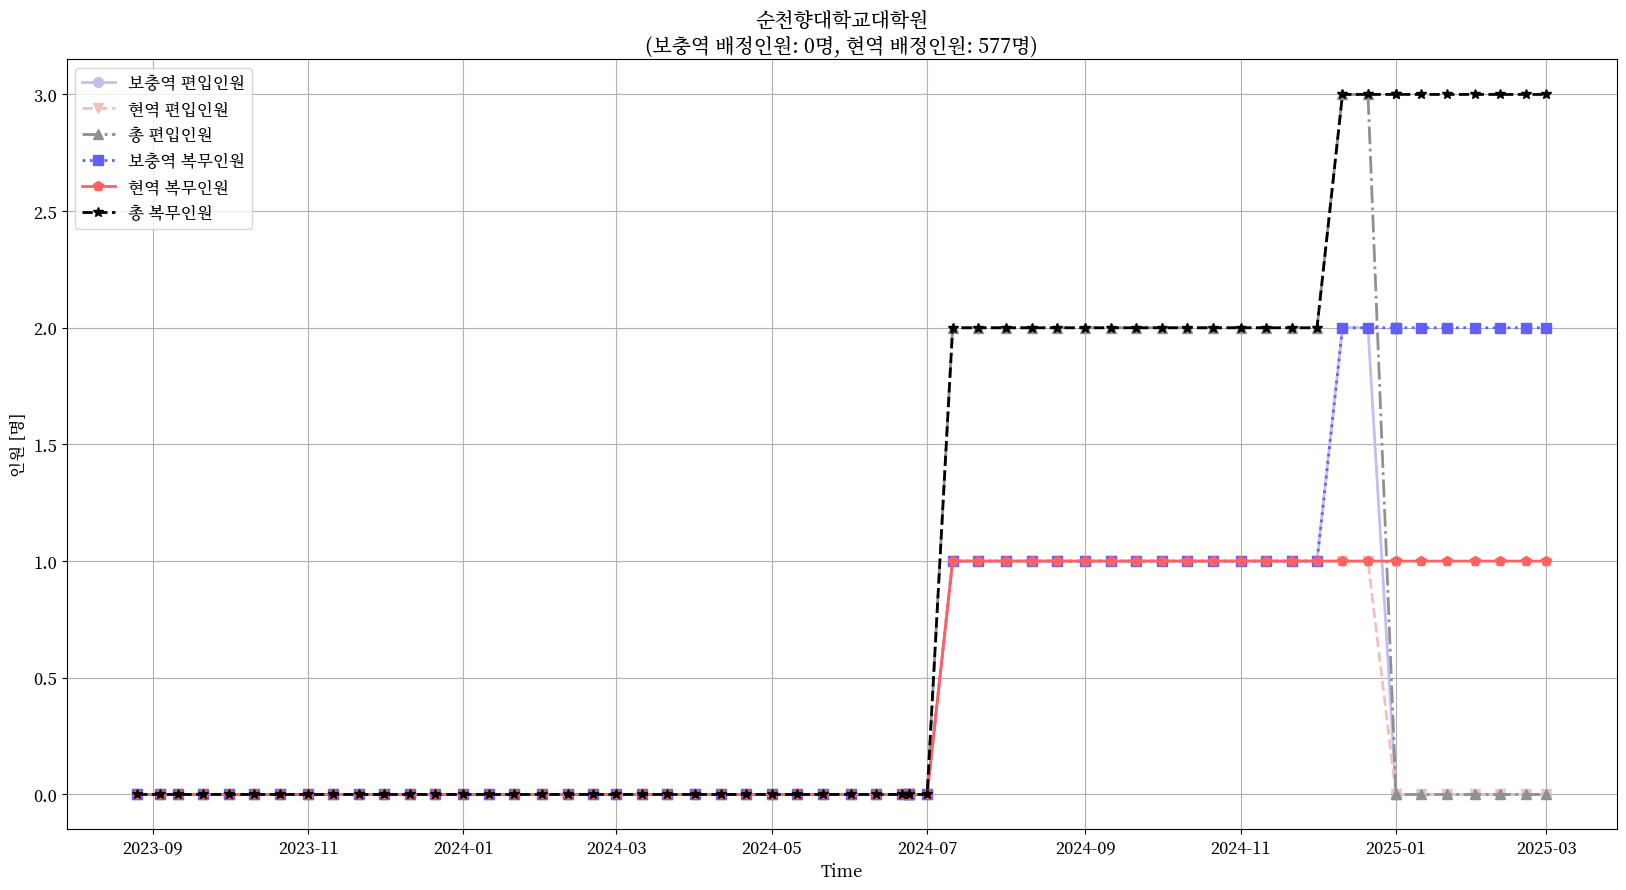 순천향대학교대학원
(보충역 배정인원: 0명, 현역 배정인원: 577명)
보충역 편입인원
현역 편입인원
총 편입인원
보충역 복무인원
현역 복무인원
총 복무인원
3.0
2.5
2.0
1.5
1.0
0.5
0.0
인원 [명]
2023-09
2023-11
2024-01
2024-03
2024-05
2024-07
2024-09
2024-11
2025-01
2025-03
Time